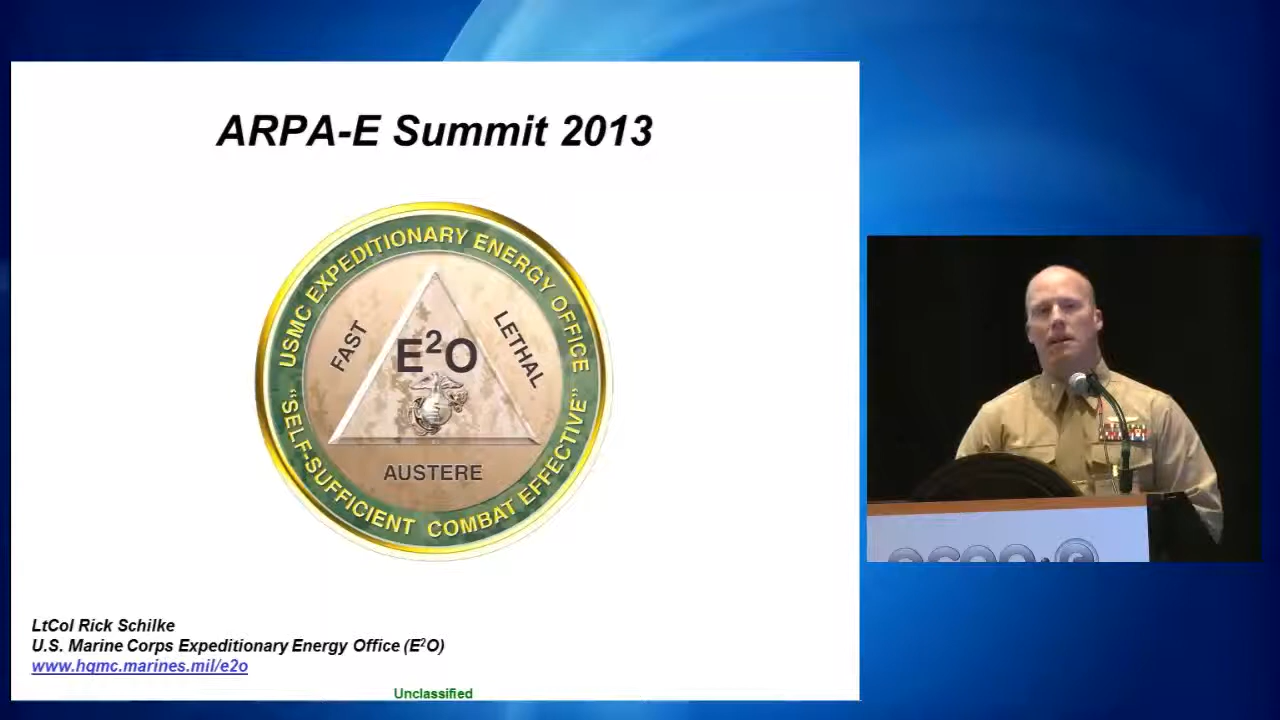 ARPA-E Summit 2013
USMC EXPEDITIONARY ENERGY OFFICE
FAST
LETHAL
E²O
AUSTERE
"SELF-SUFFICIENT COMBAT EFFECTIVE"
LtCol Rick Schilke
U.S. Marine Corps Expeditionary Energy Office (E²O)
www.hqmc.marines.mil/e2o
Unclassified